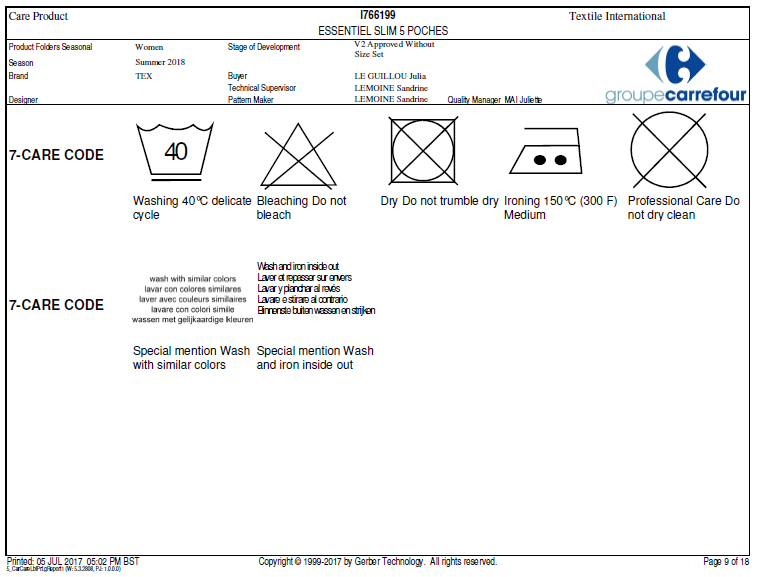 Care Product I766199 Textile International
ESSENTIEL SLIM 5 POCHES
Product Folders Seasonal Women Stage of Development V2 Approved Without
Size Set
Season Summer 2018
Brand TEX Buyer LE GUILLOU Julia
Technical Supervisor LEMOINE Sandrine
Designer Pattern Maker LEMOINE Sandrine Quality Manager MAI Juliette
groupecarrefour
7-CARE CODE
40
Washing 40°C delicate
cycle
Bleaching Do not
bleach
Dry Do not trumble dry
Ironing 150°C (300 F)
Medium
Professional Care Do
not dry clean
7-CARE CODE
wash with similar colors
lavar con colores similares
laver avec couleurs similaires
lavare con colori simile
wassen met gelijkaardige kleuren
Wash and iron inside out
Laver et repasser sur envers
Lavar y planchar al revés
Lavare e stirare al contrario
Binnenste buiten wassen en strijken
Special mention Wash
with similar colors
Special mention Wash
and iron inside out
Printed: 05 JUL 2017 05:02 PM BST Copyright © 1999-2017 by Gerber Technology. All rights reserved. Page 9 of 18